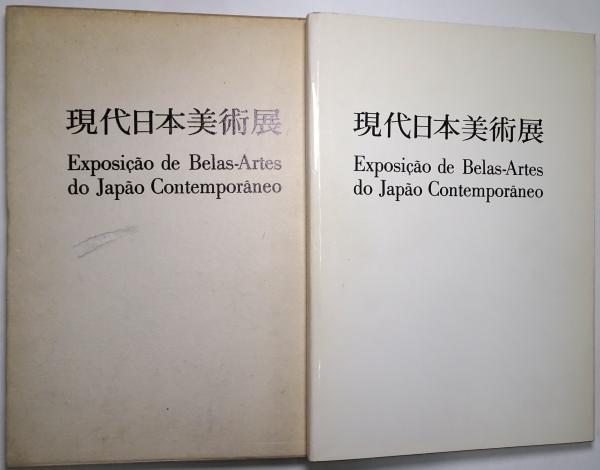 現代日本美術展
Exposição de Belas-Artes
do Japão Contemporâneo
現代日本美術展
Exposição de Belas-Artes
do Japão Contemporâneo